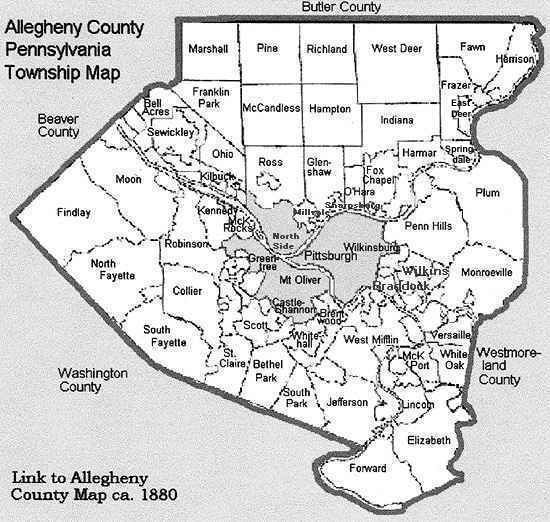 Butler County
Allegheny County
Pennsylvania
Township Map
Marshall
Pine
Richland
West Deer
Fawn
Harrison
Frazer
East
Deer
Franklin
Park
Bell
Acres
McCandless
Hampton
Indiana
Beaver
County
Sewickley
Ohio
Ross
Glen-
shaw
Fox
Chapel
Harmar
Spring
dale
Moon
Kilbuck
O'Hara
Sharpsburg
Plum
Findlay
Kennedy
McK
Rocks
Millvale
North
Side
Penn Hills
Robinson
Pittsburgh
Wilkinsburg
North
Fayette
Green-
tree
Mt Oliver
Wilkins
Monroeville
Collier
Braddock
Castle-
Shannon
Brent
wood
South
Fayette
Scott
White
hall
West Mifflin
Versaille
St.
Claire
Bethel
Park
McK
Port
White
Oak
Westmore-
land
County
Washington
County
South
Park
Jefferson
Lincoln
Elizabeth
Forward
Link to Allegheny
County Map ca. 1880